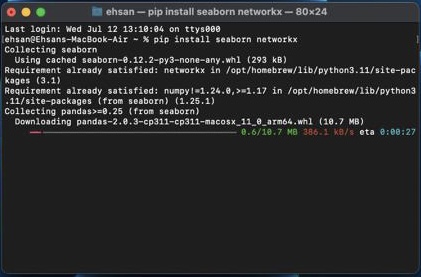 ehsan — pip install seaborn networkx — 80×24
Last login: Wed Jul 12 13:10:04 on ttys000
[ehsan@Ehsans-MacBook-Air ~ % pip install seaborn networkx ]
Collecting seaborn
  Using cached seaborn-0.12.2-py3-none-any.whl (293 kB)
Requirement already satisfied: networkx in /opt/homebrew/lib/python3.11/site-pac
kages (3.1)
Requirement already satisfied: numpy!=1.24.0,>=1.17 in /opt/homebrew/lib/python3
.11/site-packages (from seaborn) (1.25.1)
Collecting pandas>=0.25 (from seaborn)
  Downloading pandas-2.0.3-cp311-cp311-macosx_11_0_arm64.whl (10.7 MB)
0.6/10.7 MB 386.1 kB/s eta 0:00:27